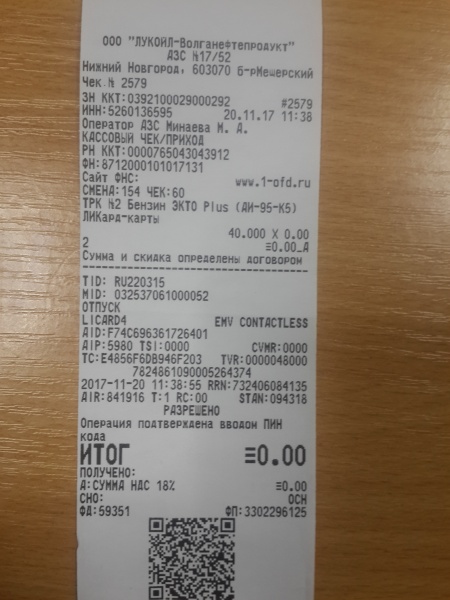 ООО "ЛУКОЙЛ-Волганефтепродукт"
АЗС №17/52
Нижний Новгород, 603070 б-рМещерский
Чек № 2579
ЗН ККТ:0392100029000292 #2579
ИНН:5260136595 20.11.17 11:38
Оператор АЗС Минаева М. А.
КАССОВЫЙ ЧЕК/ПРИХОД
РН ККТ:0000765043043912
ФН:8712000101017131
Сайт ФНС: www.1-ofd.ru
СМЕНА:154 ЧЕК:60
ТРК №2 Бензин ЭКТО Plus (АИ-95-К5)
ЛИКард-карты
40.000 X 0.00
2 ≡0.00_А
Сумма и скидка определены договором
TID: RU220315
MID: 032537061000052
ОТПУСК
LICARD4 EMV CONTACTLESS
AID:F74C696361726401
AIP:5980 TSI:0000 CVMR:0000
TC:E4856F6DB946F203 TVR:0000048000
7824861090005264374
2017-11-20 11:38:55 RRN:732406084135
AIR:841916 T:1 RC:00 STAN:094318
РАЗРЕШЕНО
Операция подтверждена вводом ПИН
кода
ИТОГ ≡0.00
ПОЛУЧЕНО:
А:СУММА НДС 18% ≡0.00
СНО: ОСН
ФД:59351 ФП:3302296125